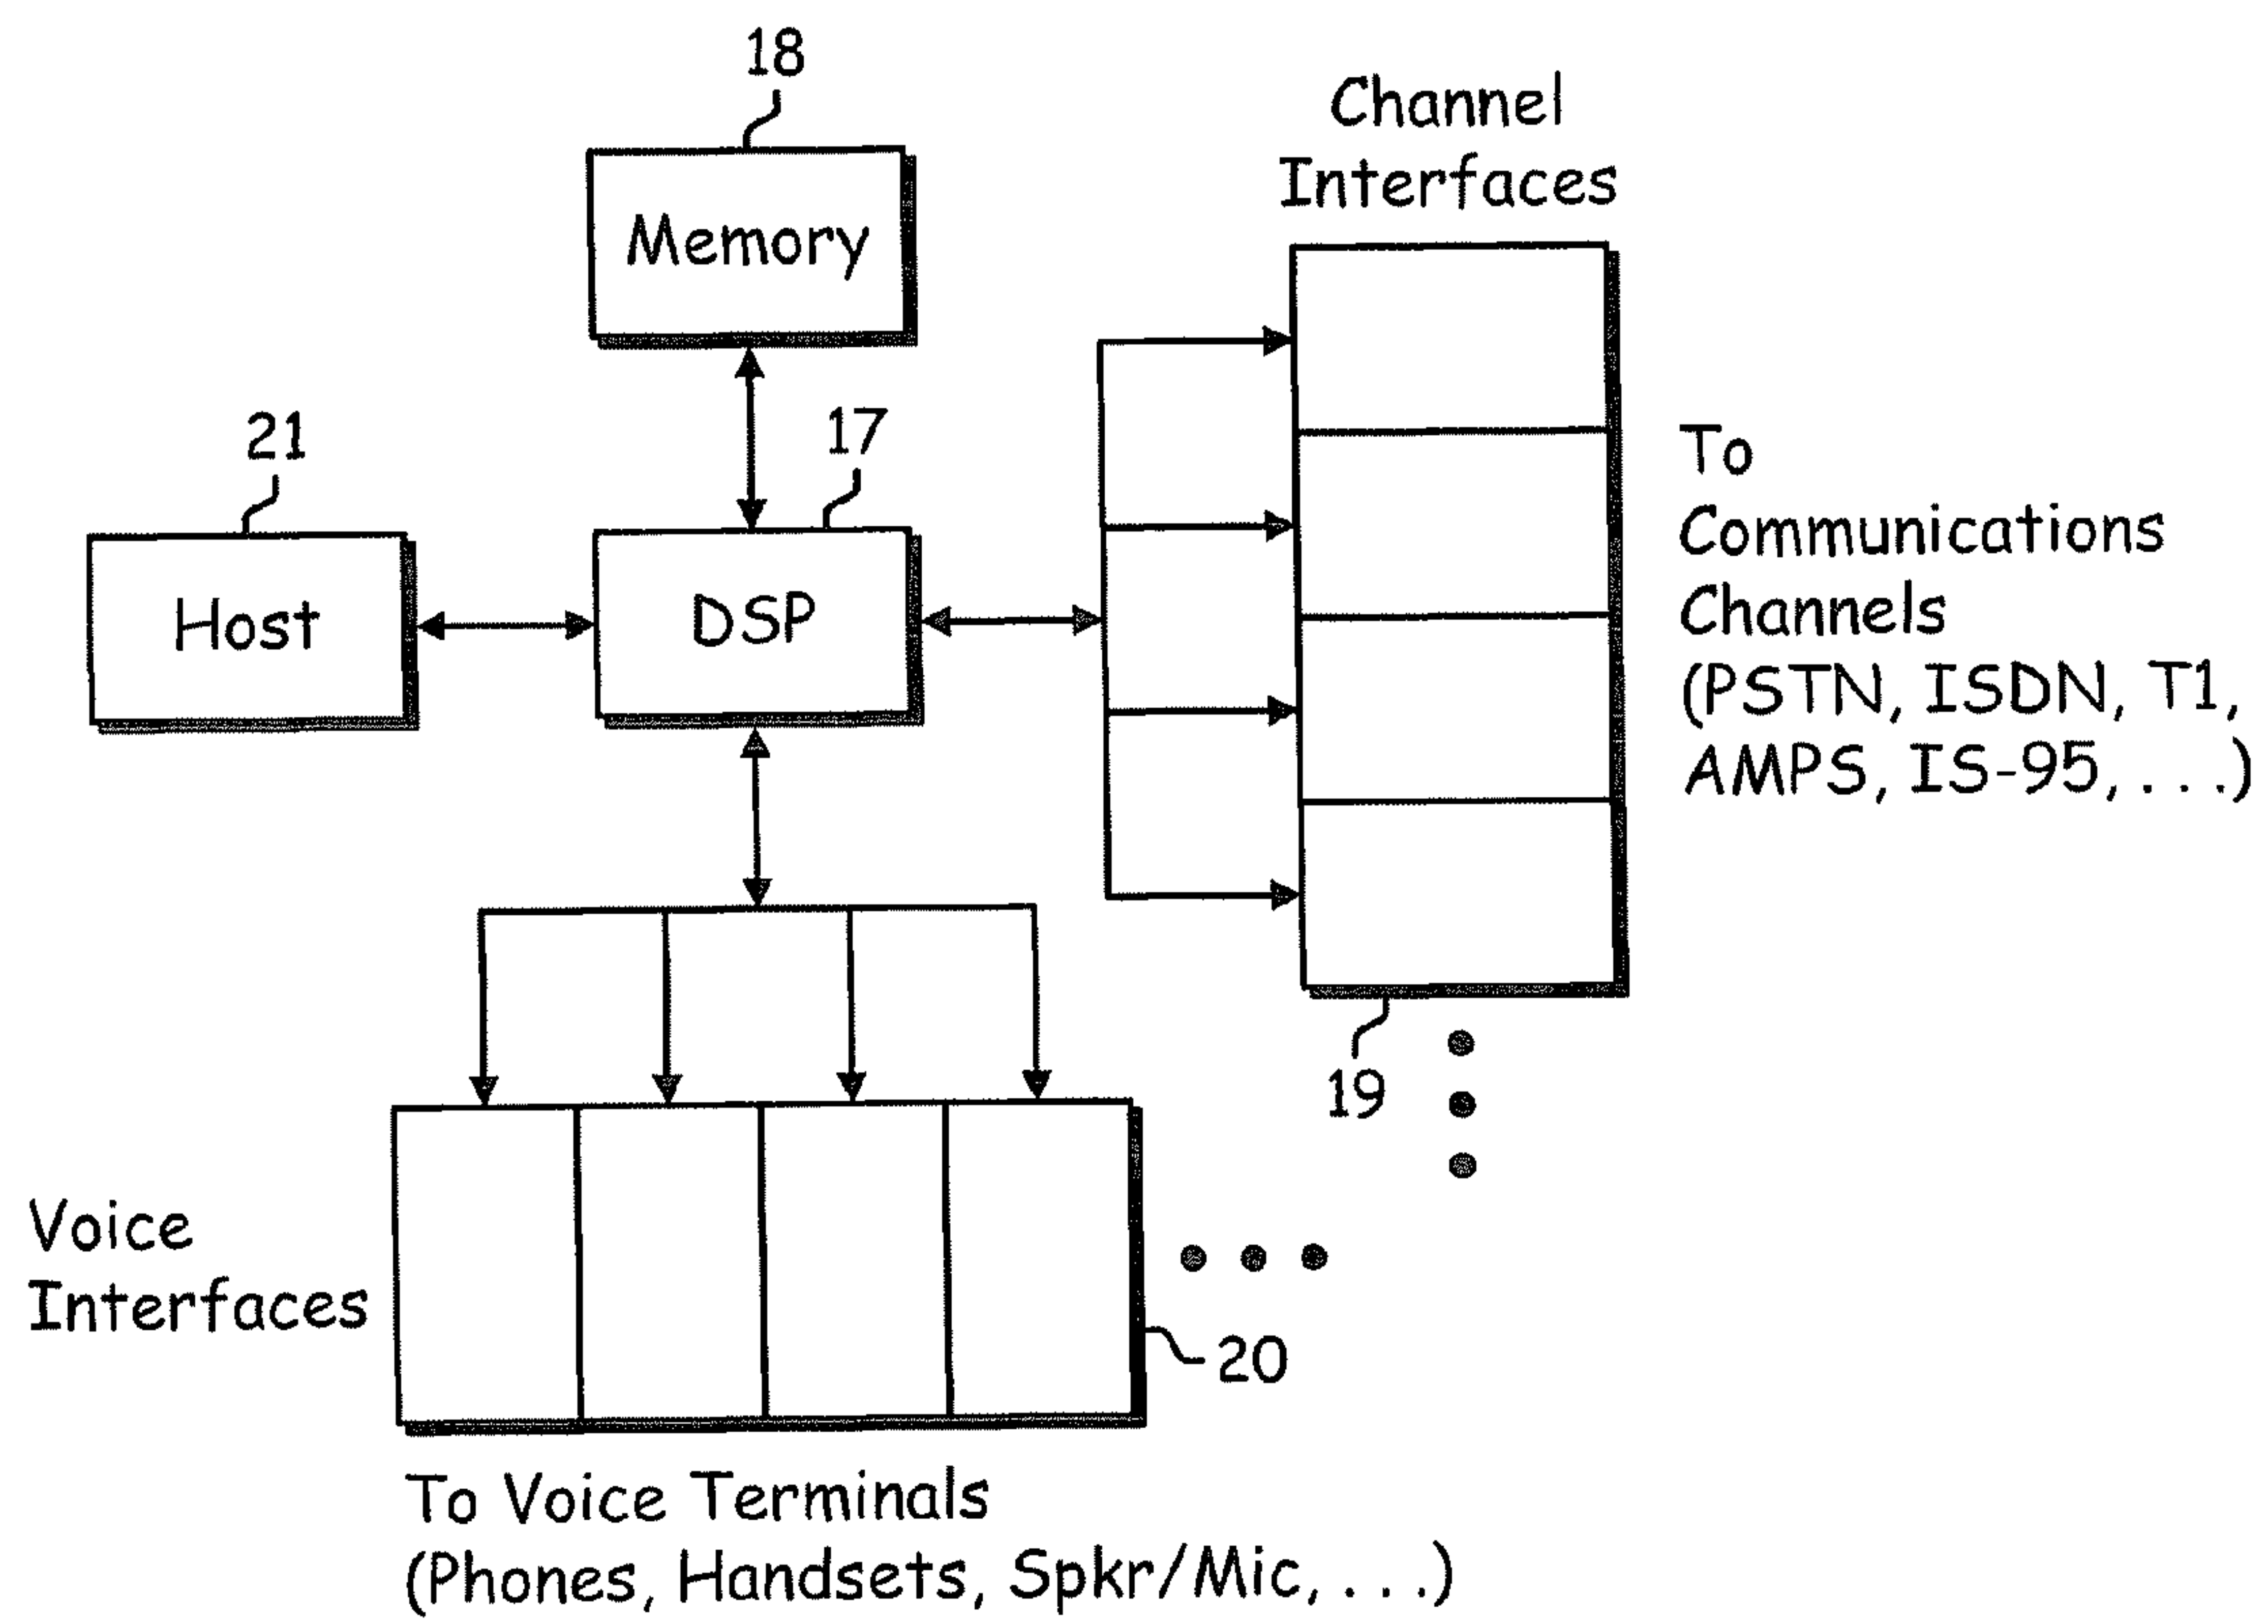 18
Memory
Channel
Interfaces
21
17
Host
DSP
To
Communications
Channels
(PSTN, ISDN, T1,
AMPS, IS-95, . . .)
19
Voice
Interfaces
20
To Voice Terminals
(Phones, Handsets, Spkr/Mic, . . .)